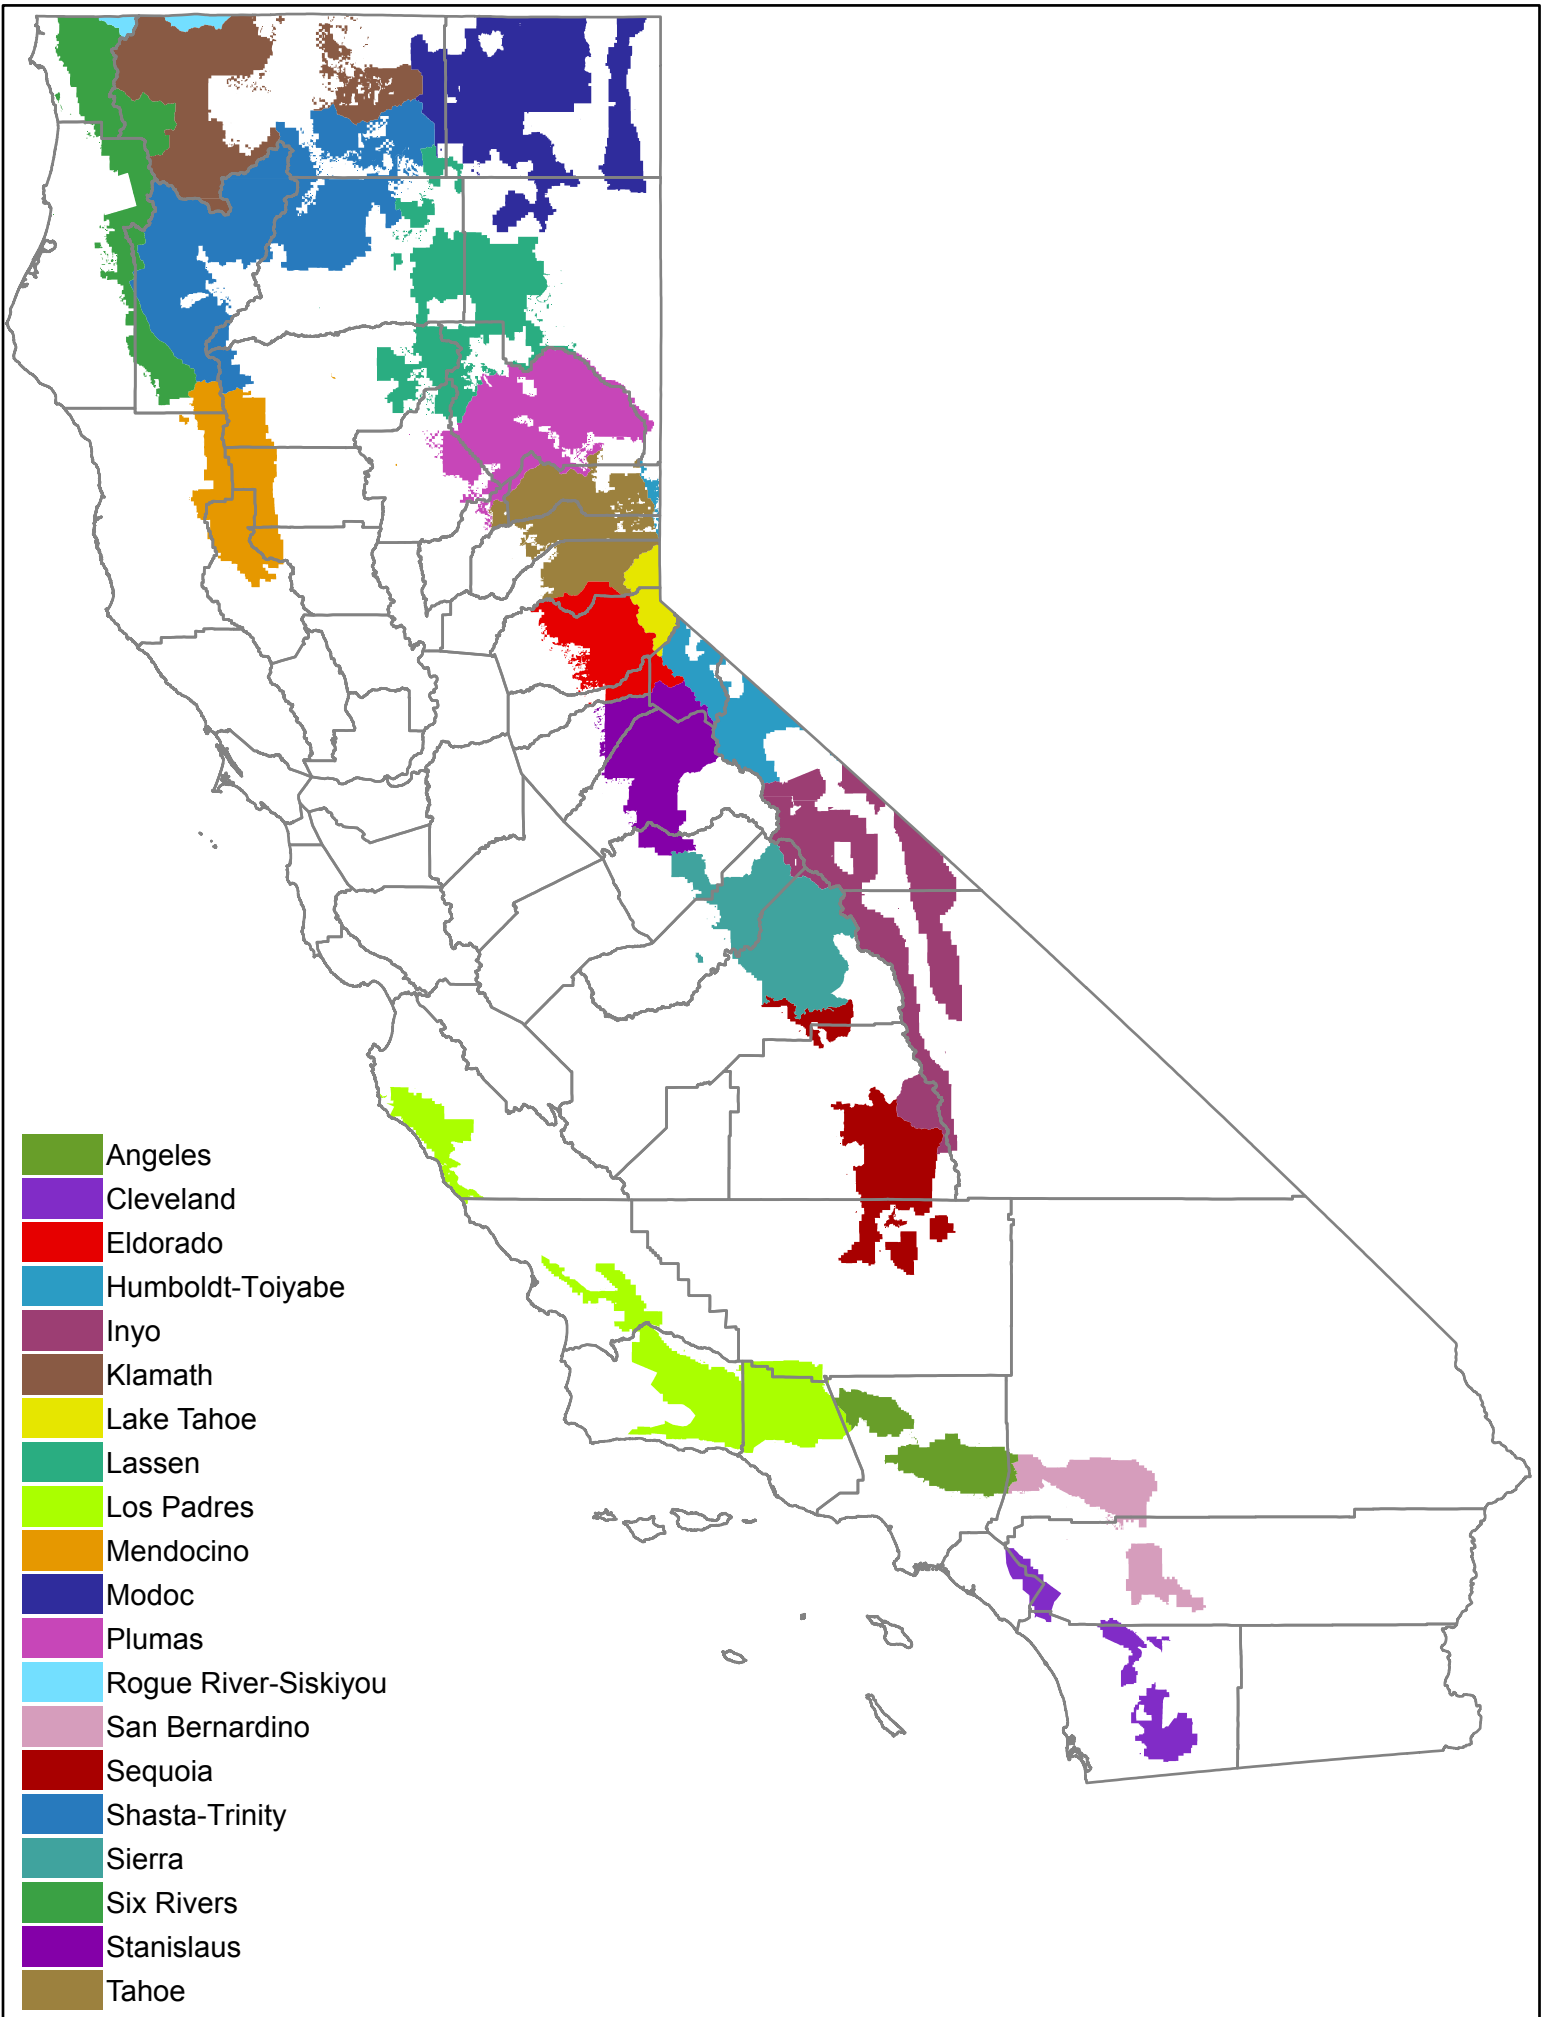 Angeles
Cleveland
Eldorado
Humboldt-Toiyabe
Inyo
Klamath
Lake Tahoe
Lassen
Los Padres
Mendocino
Modoc
Plumas
Rogue River-Siskiyou
San Bernardino
Sequoia
Shasta-Trinity
Sierra
Six Rivers
Stanislaus
Tahoe